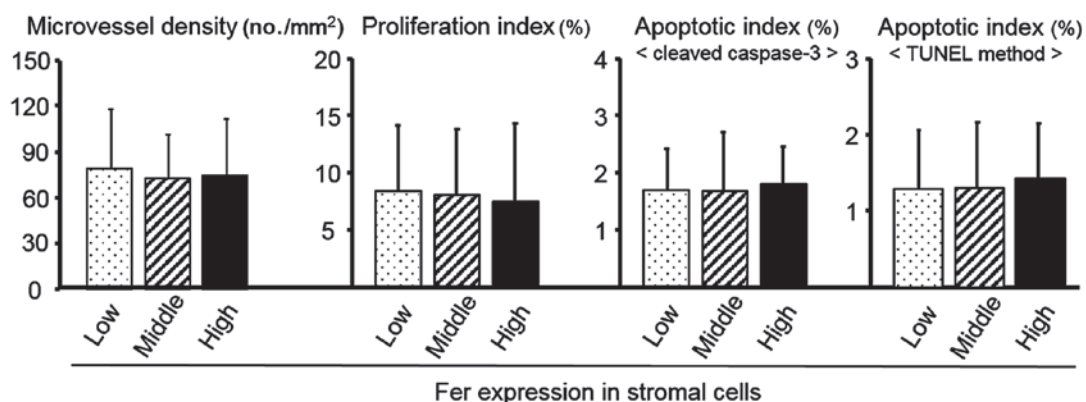 Microvessel density (no./mm²)
150
120
90
60
30
0
Low
Middle
High
Proliferation index (%)
20
15
10
5
Low
Middle
High
Apoptotic index (%)
< cleaved caspase-3 >
4
3
2
1
Low
Middle
High
Apoptotic index (%)
< TUNEL method >
3
2
1
Low
Middle
High
Fer expression in stromal cells